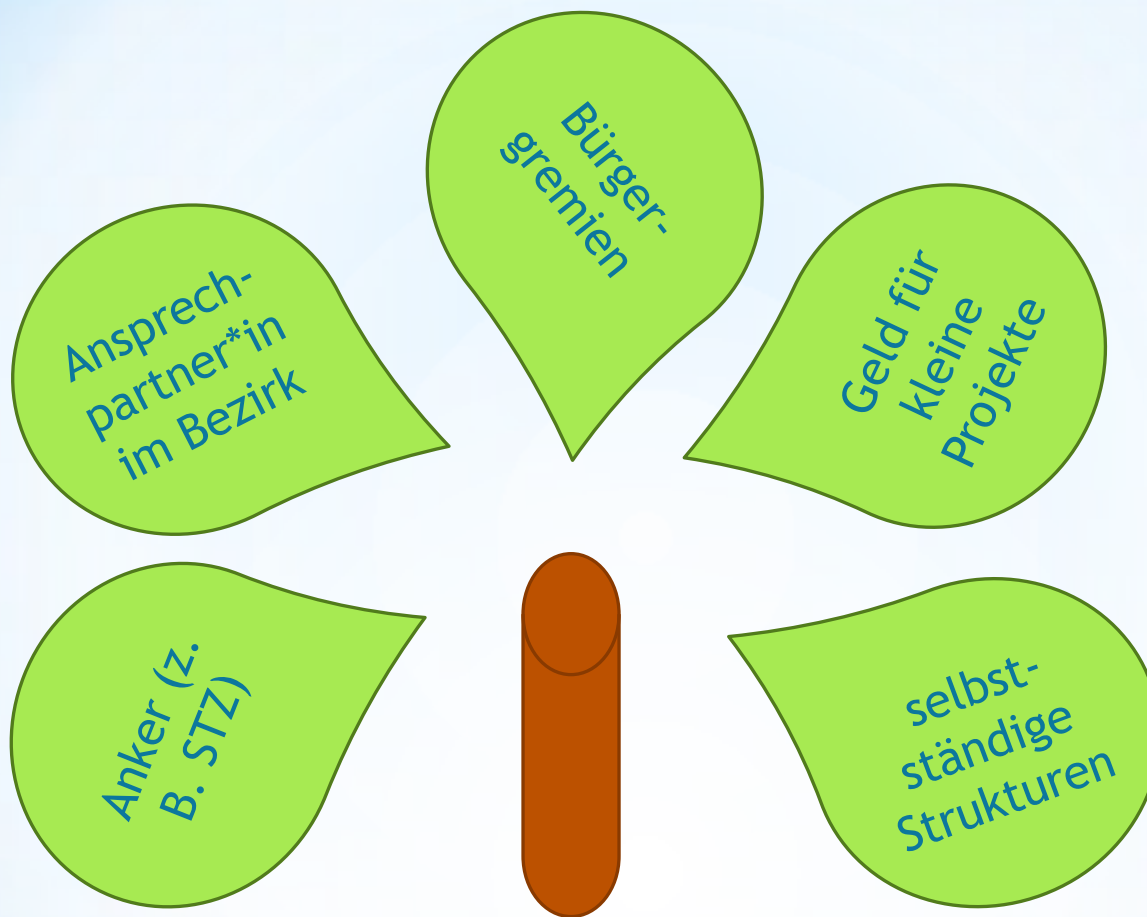 Bürger-
gremien
Ansprech-
partner*in
im Bezirk
Geld für
kleine
Projekte
Anker (z.
B. STZ)
selbst-
ständige
Strukturen